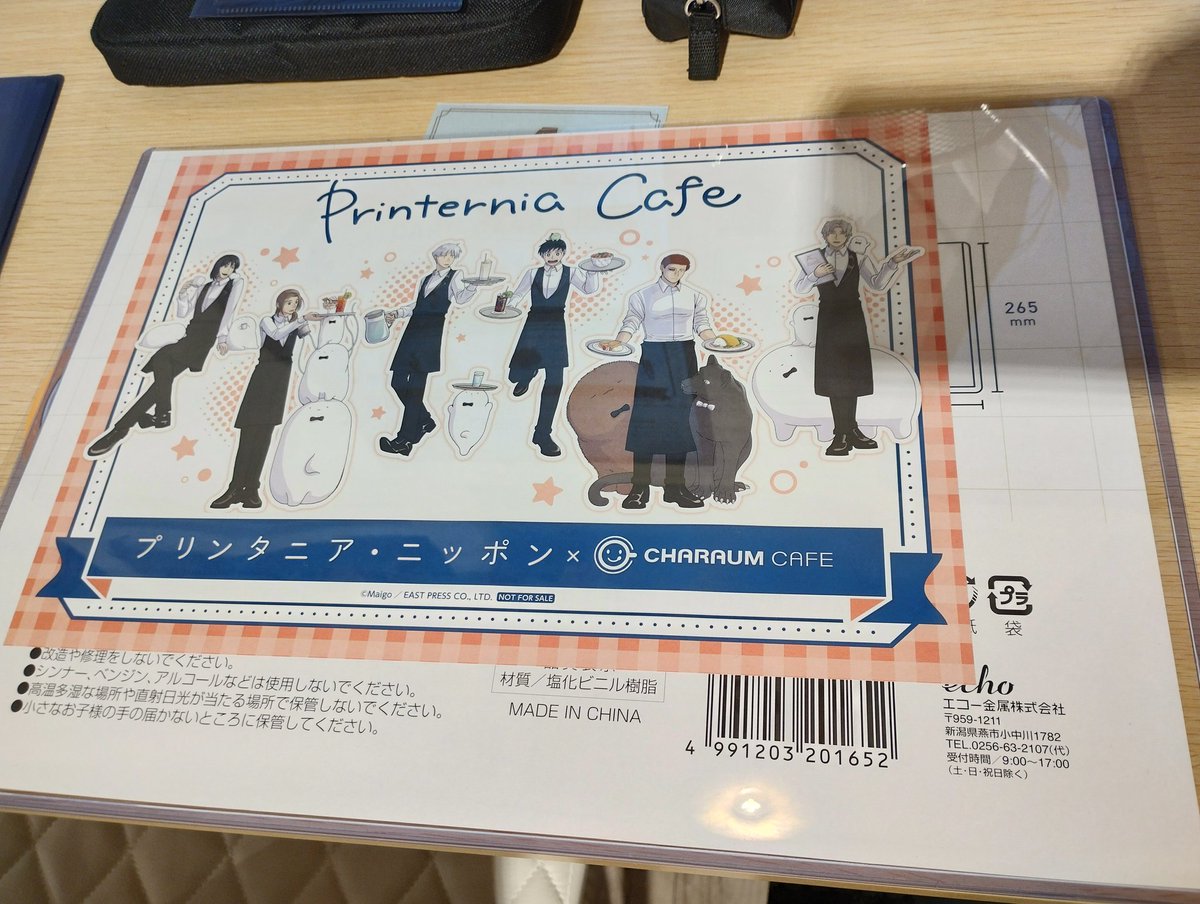 Printernia Cafe
プリンタニア・ニッポン × CHARAUM CAFE
©Maigo／EAST PRESS CO., LTD. NOT FOR SALE
265
mm
プラ
袋
●改造や修理をしないでください。
●シンナー、ベンジン、アルコールなどは使用しないでください。
●高温多湿な場所や直射日光が当たる場所で保管しないでください。
●小さなお子様の手の届かないところに保管してください。
材質／塩化ビニル樹脂
MADE IN CHINA
4 991203 201652
echo
エコー金属株式会社
〒959-1211
新潟県燕市小中川1782
TEL.0256-63-2107(代)
受付時間／9:00～17:00
(土・日・祝日除く)